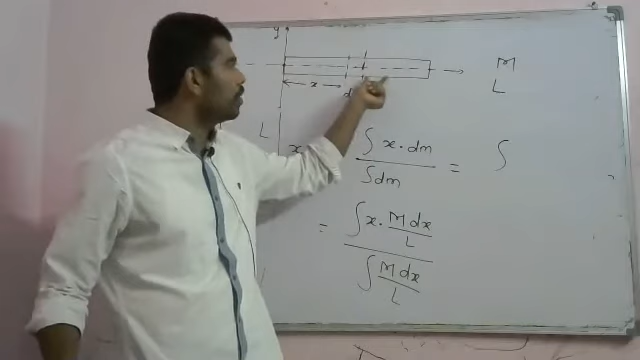 y
M
x
d
L
L
x
∫ x·dm / ∫dm = ∫
= ∫ x· M dx / L
∫ M dx / L